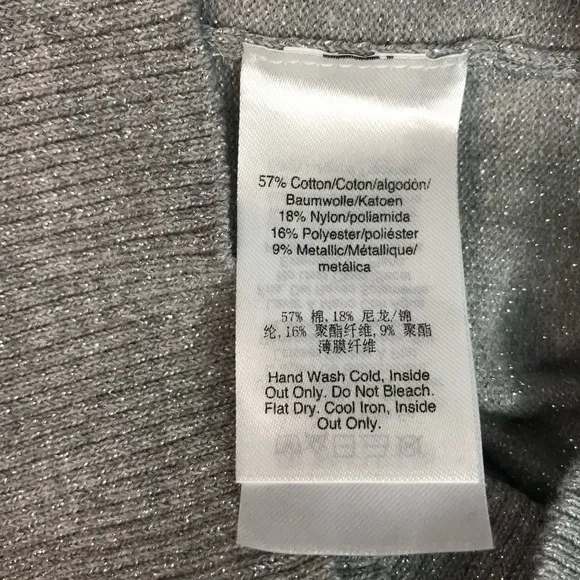 57% Cotton/Coton/algodón/
Baumwolle/Katoen
18% Nylon/poliamida
16% Polyester/poliéster
9% Metallic/Métallique/
metálica
57% 棉,18% 尼龙/锦
纶,16% 聚酯纤维,9% 聚酯
薄膜纤维
Hand Wash Cold, Inside
Out Only. Do Not Bleach.
Flat Dry. Cool Iron, Inside
Out Only.